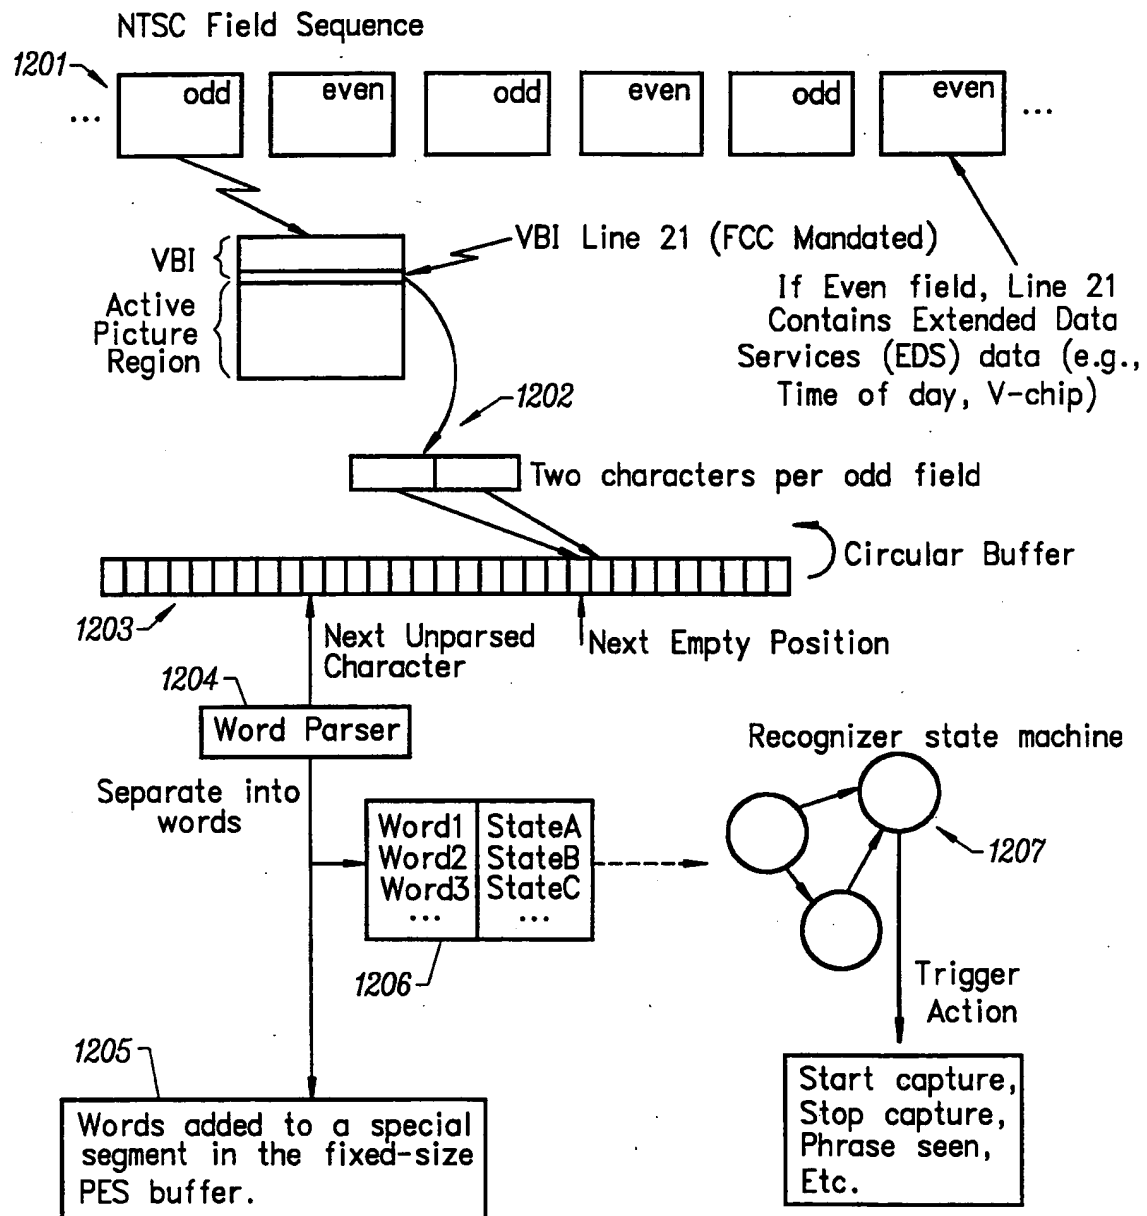 NTSC Field Sequence
1201
odd
even
odd
even
odd
even
...
...
VBI
VBI Line 21 (FCC Mandated)
Active
Picture
Region
If Even field, Line 21
Contains Extended Data
Services (EDS) data (e.g.,
Time of day, V-chip)
1202
Two characters per odd field
Circular Buffer
1203
Next Unparsed
Character
Next Empty Position
1204
Word Parser
Recognizer state machine
Separate into
words
Word1 StateA
Word2 StateB
Word3 StateC
... ...
1207
1206
Trigger
Action
1205
Words added to a special
segment in the fixed-size
PES buffer.
Start capture,
Stop capture,
Phrase seen,
Etc.